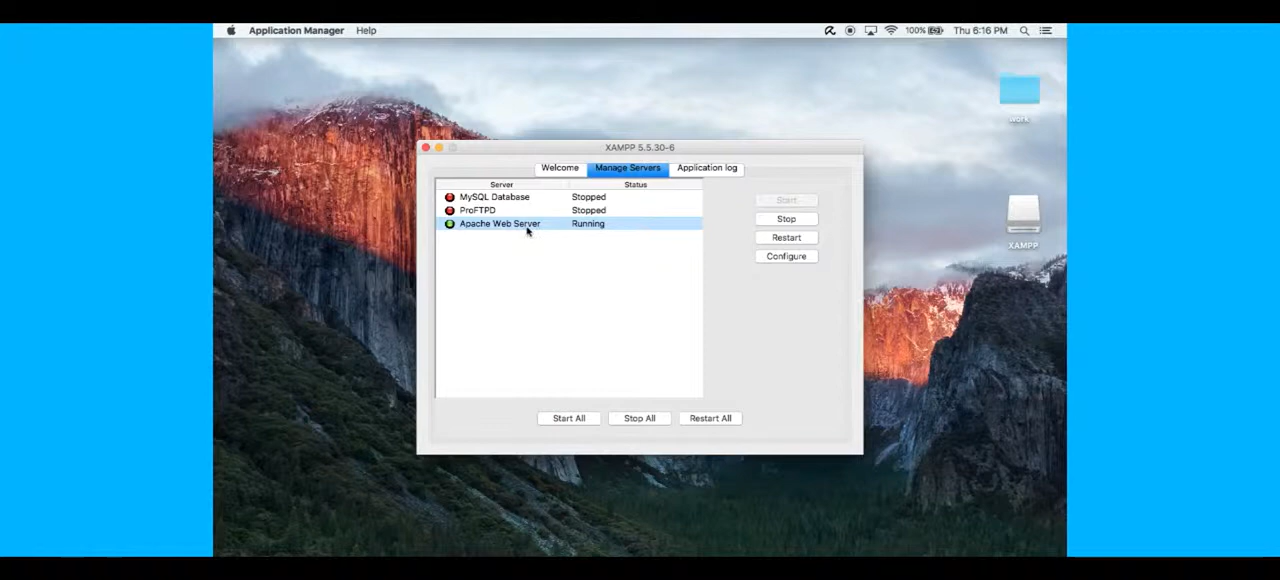 Application Manager Help
100% Thu 6:16 PM
work
XAMPP
XAMPP 5.5.30-6
Welcome Manage Servers Application log
Server Status
MySQL Database Stopped
ProFTPD Stopped
Apache Web Server Running
Start
Stop
Restart
Configure
Start All Stop All Restart All